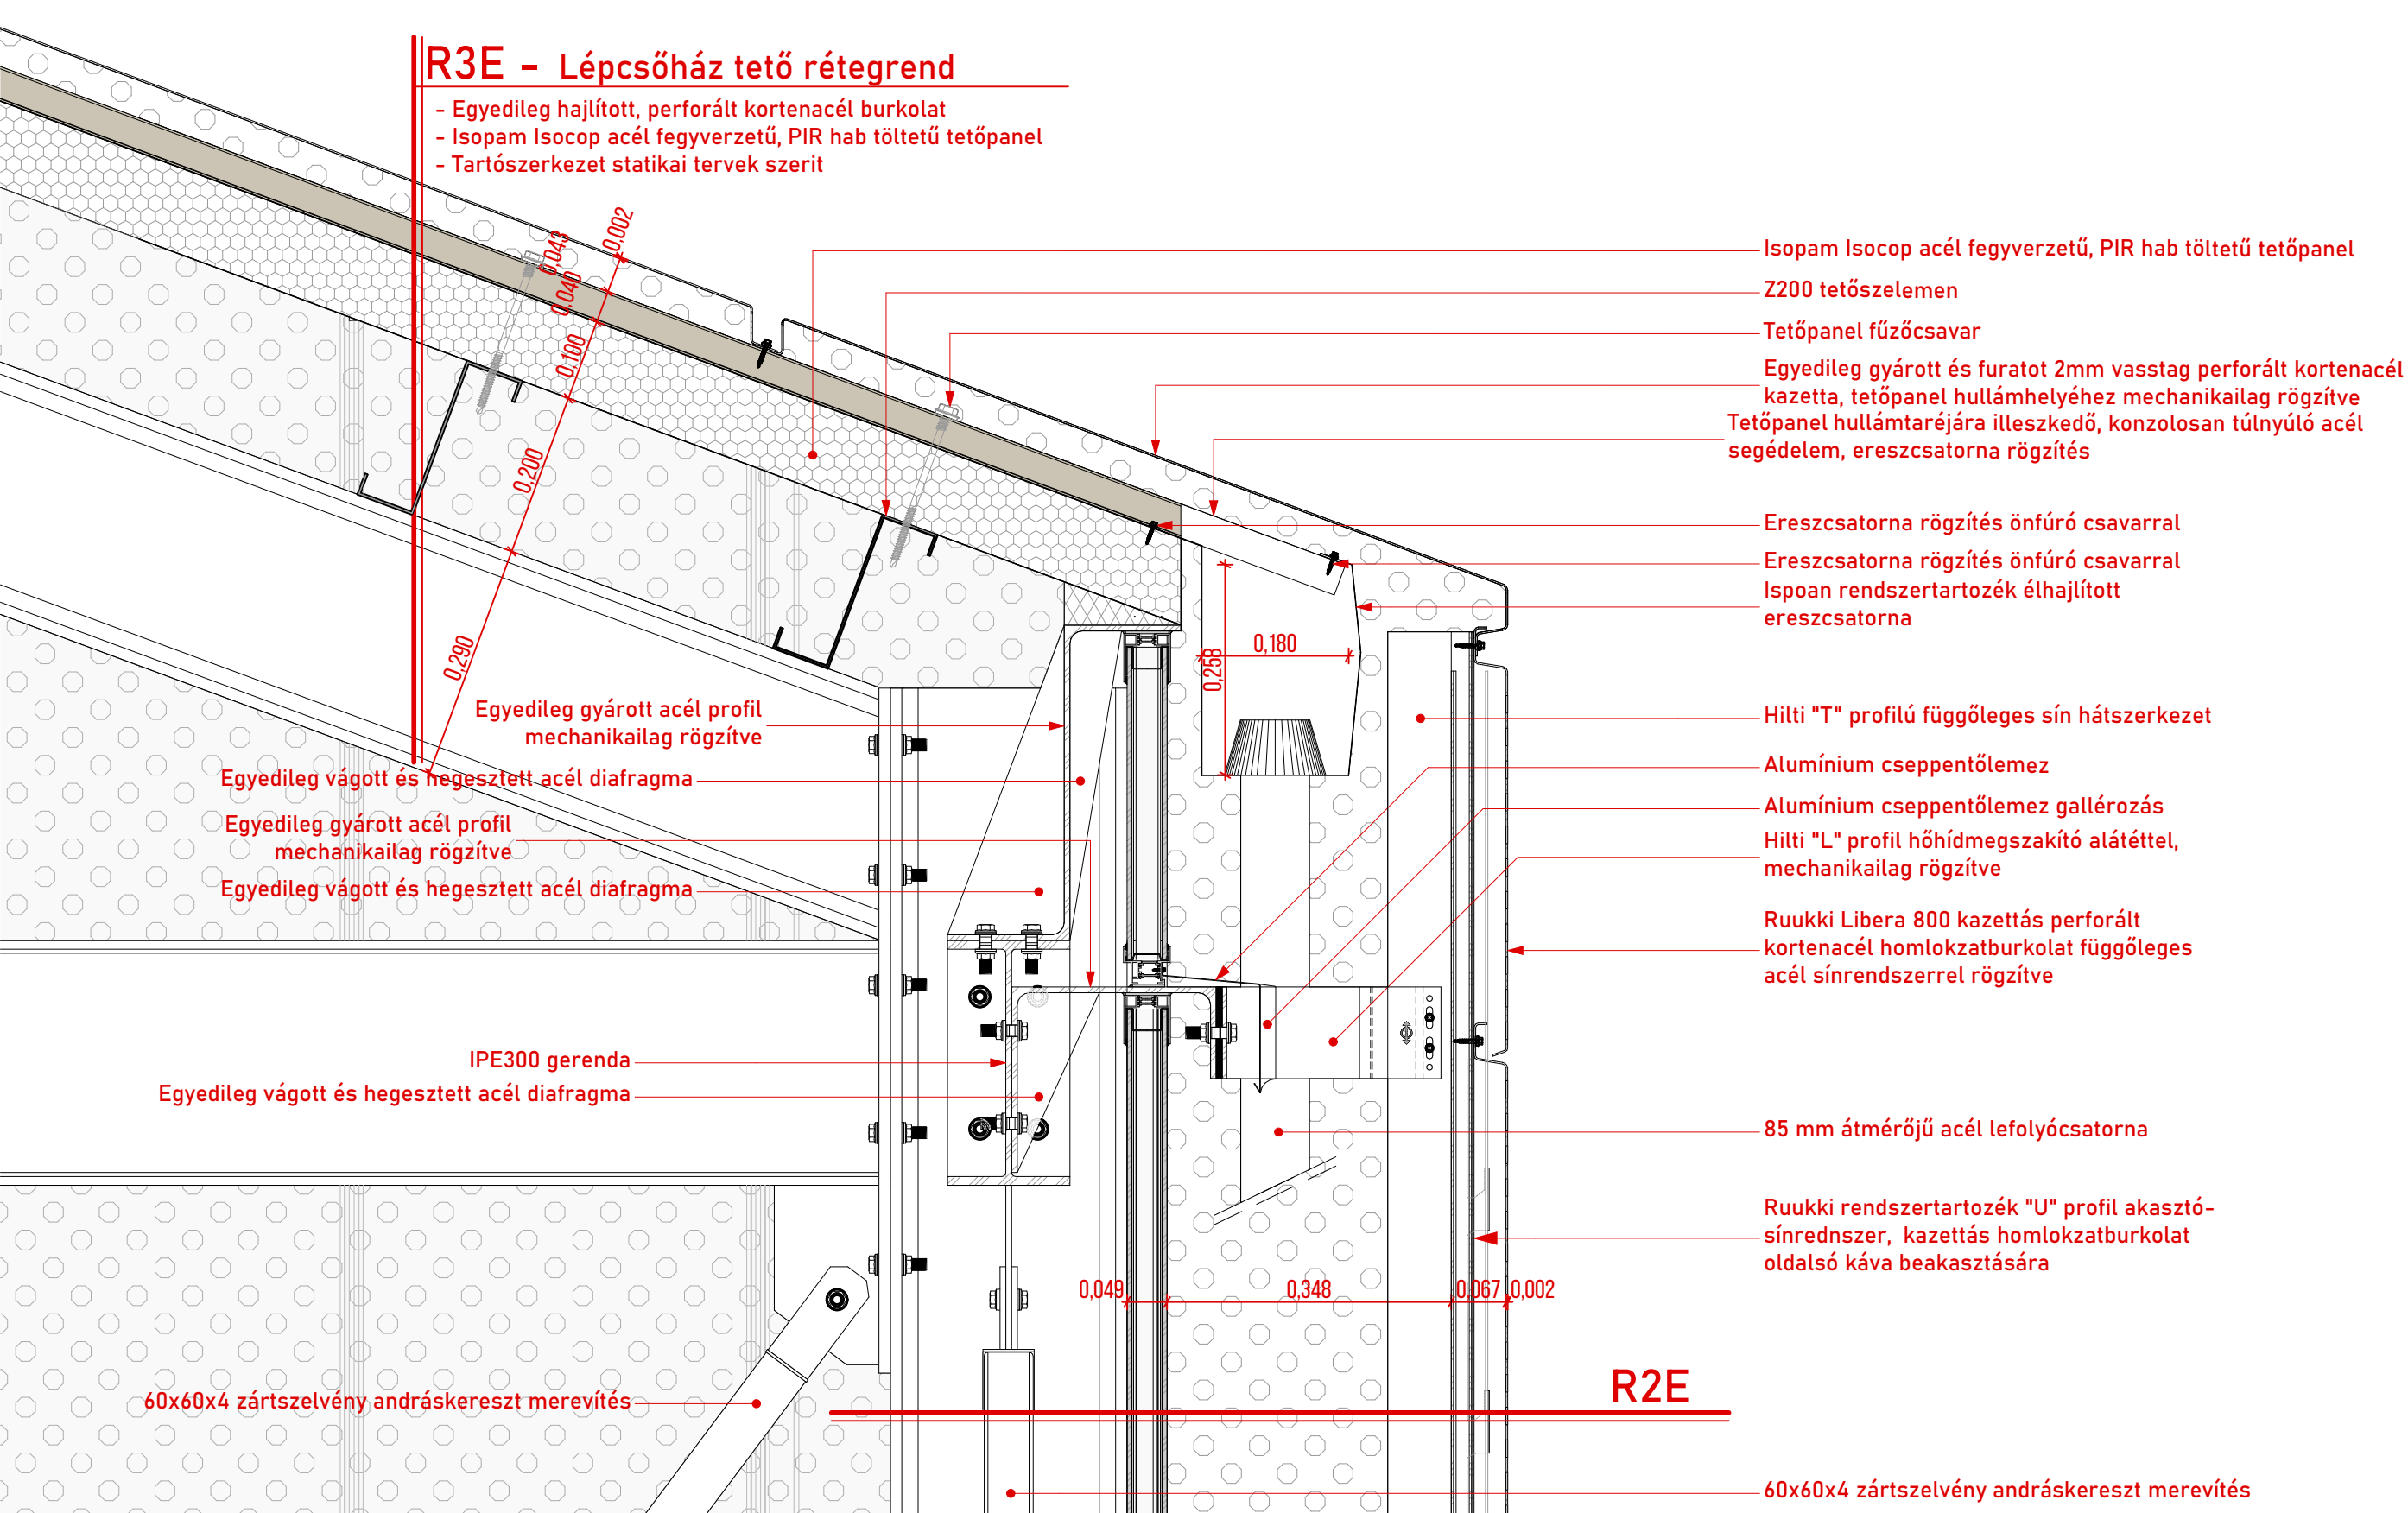 R3E - Lépcsőház tető rétegrend
- Egyedileg hajlított, perforált kortenacél burkolat
- Isopam Isocop acél fegyverzetű, PIR hab töltetű tetőpanel
- Tartószerkezet statikai tervek szerit
0,002
0,043
0,040
0,100
0,200
0,290
Isopam Isocop acél fegyverzetű, PIR hab töltetű tetőpanel
Z200 tetőszelemen
Tetőpanel fűzőcsavar
Egyedileg gyárott és furatot 2mm vasstag perforált kortenacél
kazetta, tetőpanel hullámhelyéhez mechanikailag rögzítve
Tetőpanel hullámtaréjára illeszkedő, konzolosan túlnyúló acél
segédelem, ereszcsatorna rögzítés
Ereszcsatorna rögzítés önfúró csavarral
Ereszcsatorna rögzítés önfúró csavarral
Ispoan rendszertartozék élhajlított
ereszcsatorna
0,180
0,258
Hilti "T" profilú függőleges sín hátszerkezet
Alumínium cseppentőlemez
Alumínium cseppentőlemez gallérozás
Hilti "L" profil hőhídmegszakító alátéttel,
mechanikailag rögzítve
Ruukki Libera 800 kazettás perforált
kortenacél homlokzatburkolat függőleges
acél sínrendszerrel rögzítve
85 mm átmérőjű acél lefolyócsatorna
Ruukki rendszertartozék "U" profil akasztó-
sínrednszer, kazettás homlokzatburkolat
oldalsó káva beakasztására
Egyedileg gyárott acél profil
mechanikailag rögzítve
Egyedileg vágott és hegesztett acél diafragma
Egyedileg gyárott acél profil
mechanikailag rögzítve
Egyedileg vágott és hegesztett acél diafragma
IPE300 gerenda
Egyedileg vágott és hegesztett acél diafragma
0,049
0,348
0,067
0,002
R2E
60x60x4 zártszelvény andráskereszt merevítés
60x60x4 zártszelvény andráskereszt merevítés